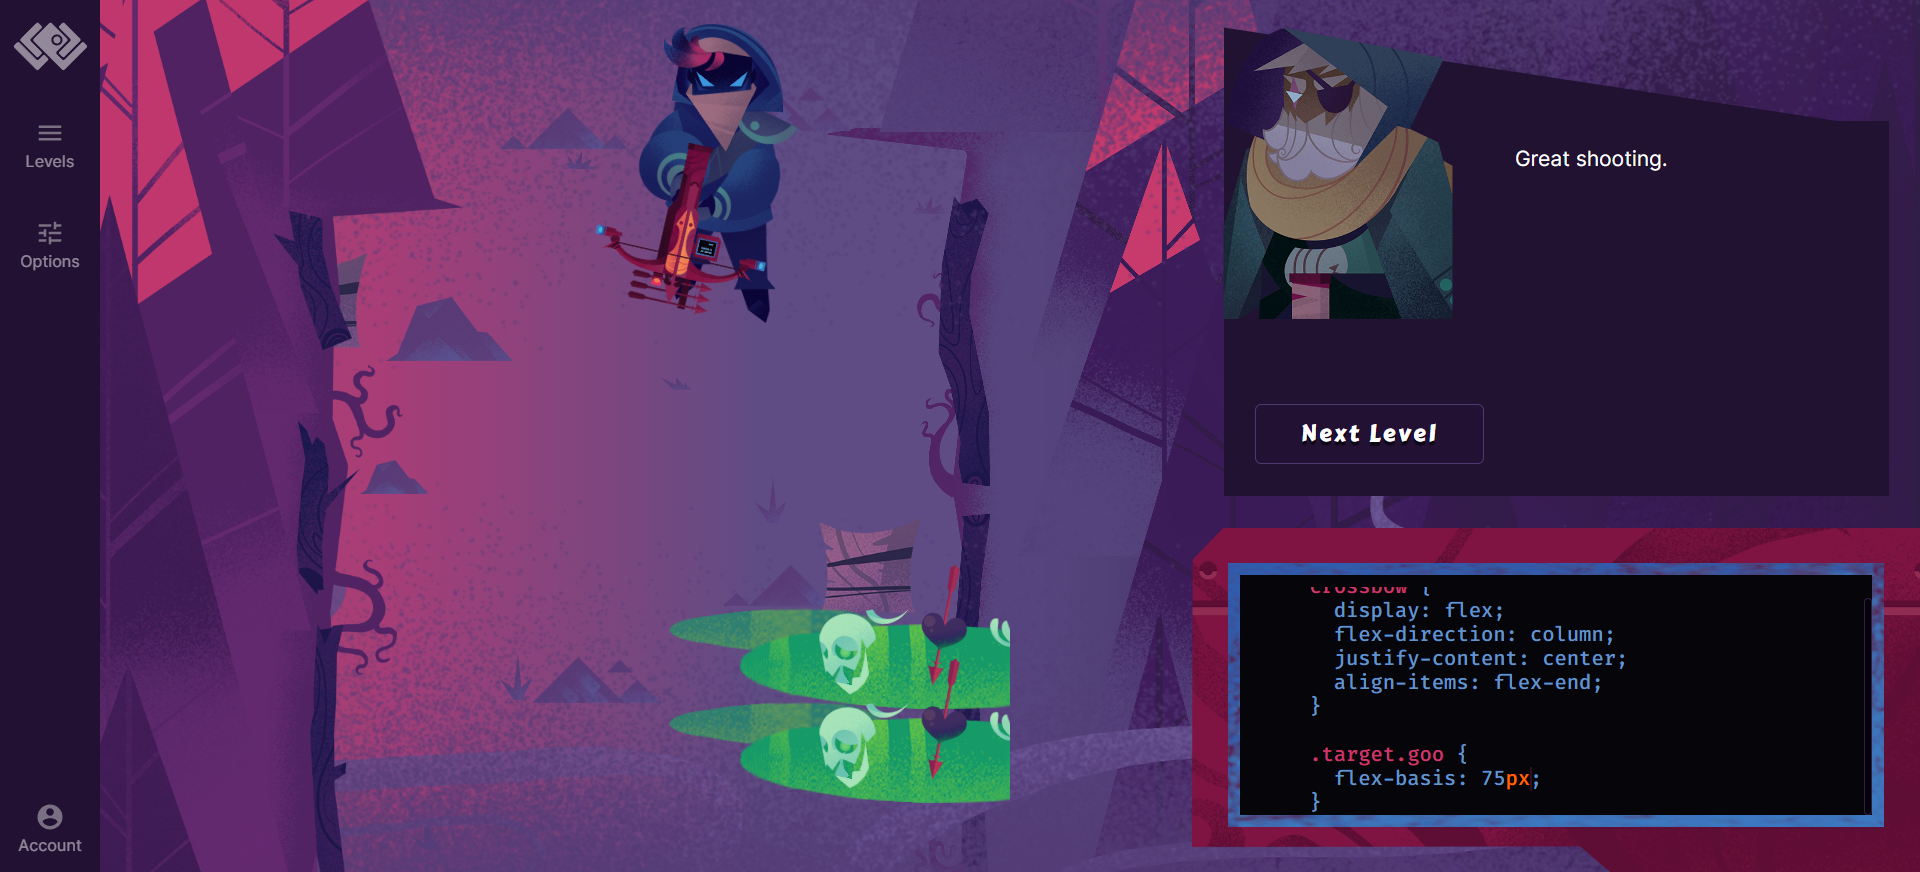 Levels
Options
Account
Great shooting.
Next Level
crossbow {
display: flex;
flex-direction: column;
justify-content: center;
align-items: flex-end;
}
.target.goo {
flex-basis: 75px;
}